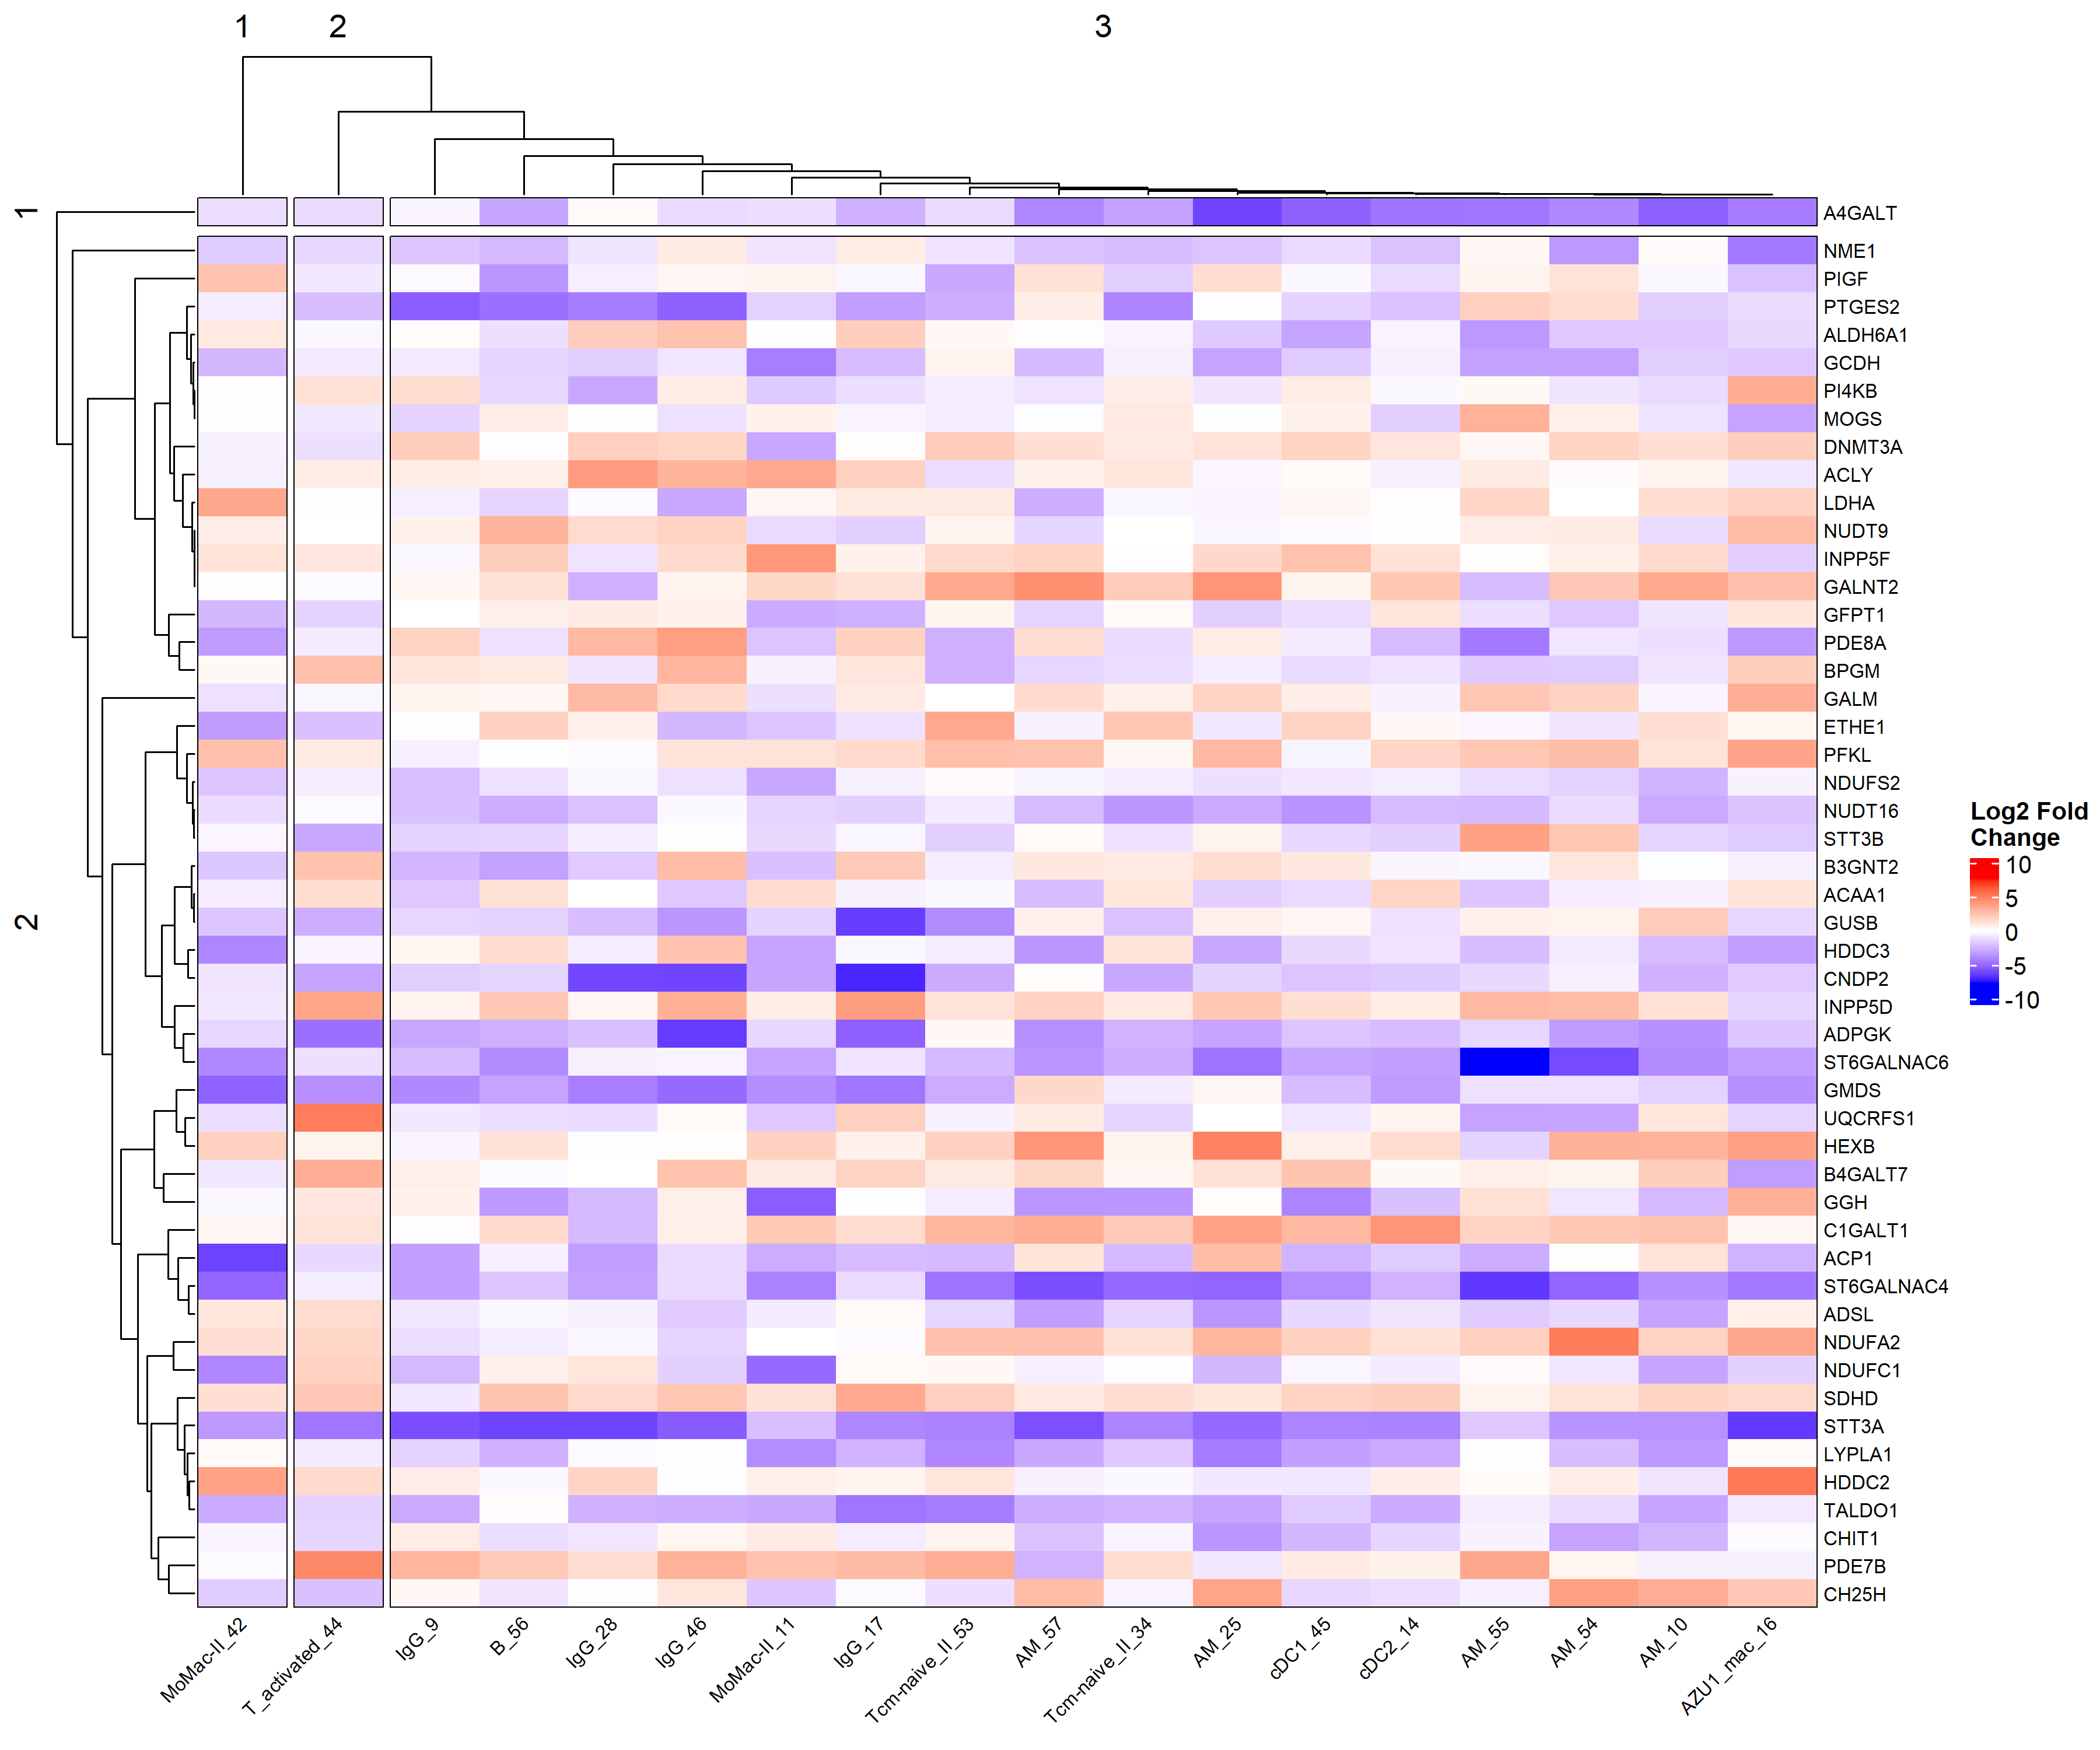 1
2
3
1
2
A4GALT
NME1
PIGF
PTGES2
ALDH6A1
GCDH
PI4KB
MOGS
DNMT3A
ACLY
LDHA
NUDT9
INPP5F
GALNT2
GFPT1
PDE8A
BPGM
GALM
ETHE1
PFKL
NDUFS2
NUDT16
STT3B
B3GNT2
ACAA1
GUSB
HDDC3
CNDP2
INPP5D
ADPGK
ST6GALNAC6
GMDS
UQCRFS1
HEXB
B4GALT7
GGH
C1GALT1
ACP1
ST6GALNAC4
ADSL
NDUFA2
NDUFC1
SDHD
STT3A
LYPLA1
HDDC2
TALDO1
CHIT1
PDE7B
CH25H
MoMac-II_42
T_activated_44
IgG_9
B_56
IgG_28
IgG_46
MoMac-II_11
IgG_17
Tcm-naive_II_53
AM_57
Tcm-naive_II_34
AM_25
cDC1_45
cDC2_14
AM_55
AM_54
AM_10
AZU1_mac_16
Log2 Fold
Change
10
5
0
-5
-10